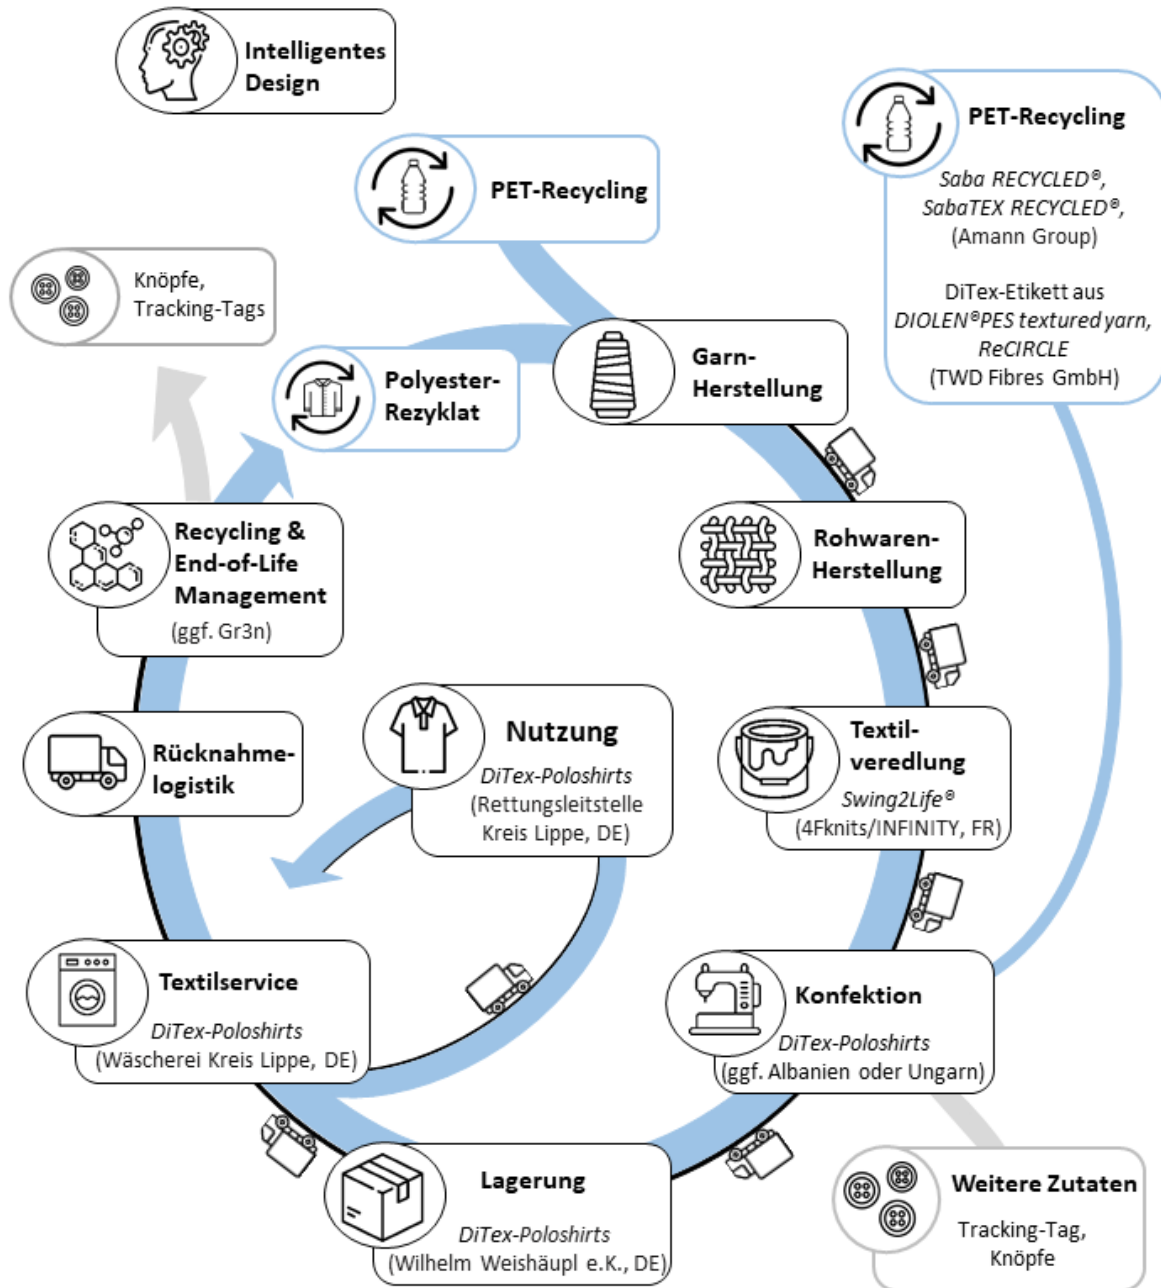 Intelligentes
Design
PET-Recycling
PET-Recycling
Saba RECYCLED®,
SabaTEX RECYCLED®,
(Amann Group)
DiTex-Etikett aus
DIOLEN®PES textured yarn,
ReCIRCLE
(TWD Fibres GmbH)
Knöpfe,
Tracking-Tags
Polyester-
Rezyklat
Garn-
Herstellung
Recycling &
End-of-Life
Management
(ggf. Gr3n)
Rohwaren-
Herstellung
Rücknahme-
logistik
Nutzung
DiTex-Poloshirts
(Rettungsleitstelle
Kreis Lippe, DE)
Textil-
veredlung
Swing2Life®
(4Fknits/INFINITY, FR)
Textilservice
DiTex-Poloshirts
(Wäscherei Kreis Lippe, DE)
Konfektion
DiTex-Poloshirts
(ggf. Albanien oder Ungarn)
Lagerung
DiTex-Poloshirts
(Wilhelm Weishäupl e.K., DE)
Weitere Zutaten
Tracking-Tag,
Knöpfe